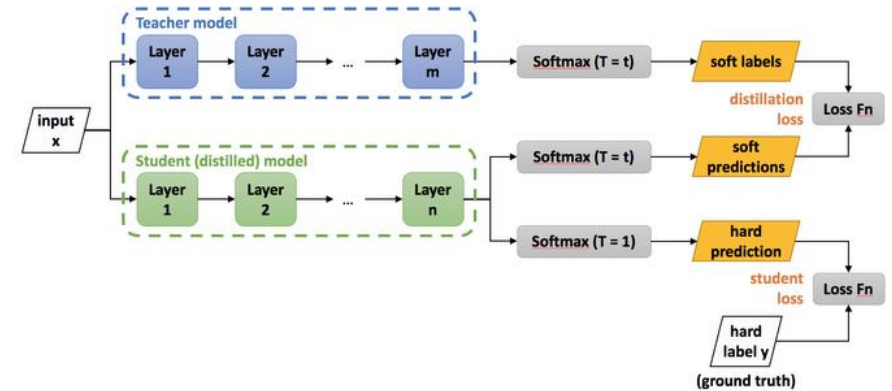 Teacher model
Layer
1
Layer
2
...
Layer
m
Softmax (T = t)
soft labels
distillation
loss
Loss Fn
input
x
Student (distilled) model
Layer
1
Layer
2
...
Layer
n
Softmax (T = t)
soft
predictions
Softmax (T = 1)
hard
prediction
student
loss
Loss Fn
hard
label y
(ground truth)